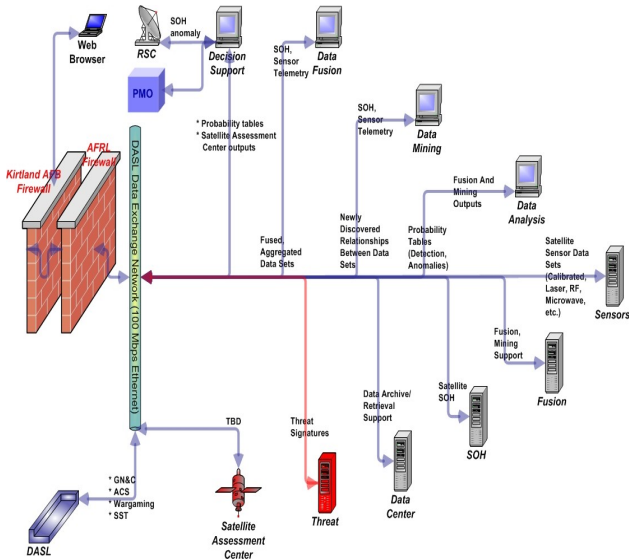 Web
Browser
RSC
SOH
anomaly
Decision
Support
SOH,
Sensor
Telemetry
Data
Fusion
PMO
* Probability tables
* Satellite Assessment
Center outputs
SOH,
Sensor
Telemetry
Data
Mining
Kirtland AFB
Firewall
AFRL
Firewall
DASL Data Exchange Network (100 Mbps Ethernet)
Fusion And
Mining
Outputs
Data
Analysis
Fused,
Aggregated
Data Sets
Newly
Discovered
Relationships
Between Data
Sets
Probability
Tables
(Detection,
Anomalies)
Satellite
Sensor Data
Sets
(Calibrated,
Laser, RF,
Microwave,
etc.)
Sensors
Fusion,
Mining
Support
Fusion
Satellite
SOH
SOH
Data Archive/
Retrieval
Support
Data
Center
Threat
Signatures
Threat
TBD
Satellite
Assessment
Center
* GN&C
* ACS
* Wargaming
* SST
DASL